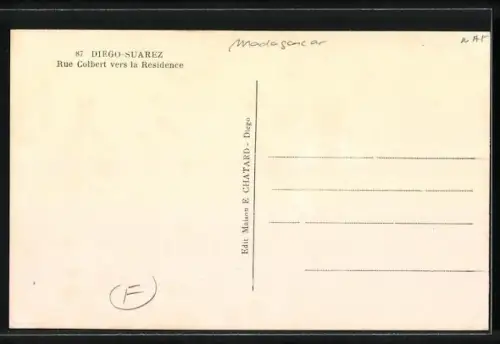 87 DIEGO-SUAREZ
Rue Colbert vers la Residence
Madagascar
Edit. Maison E. CHATARD - Diego
F